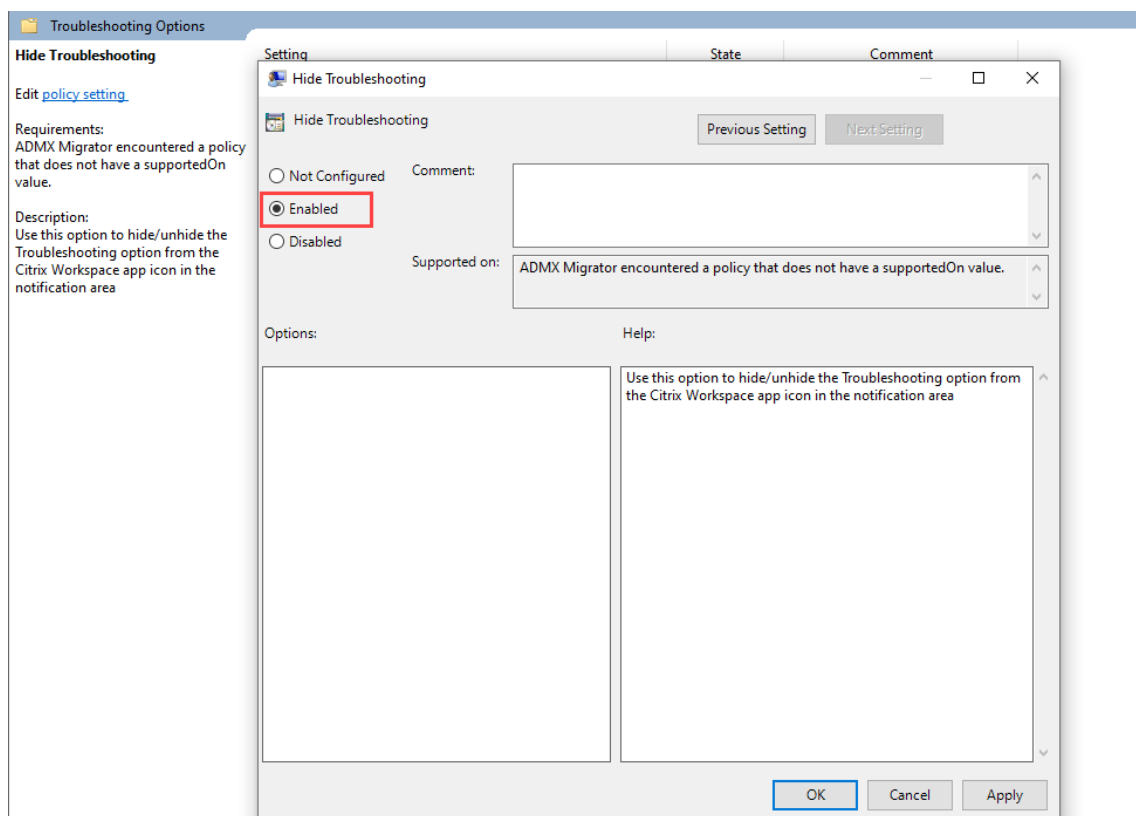 Troubleshooting Options
Hide Troubleshooting
Edit policy setting
Requirements:
ADMX Migrator encountered a policy
that does not have a supportedOn
value.
Description:
Use this option to hide/unhide the
Troubleshooting option from the
Citrix Workspace app icon in the
notification area
Setting State Comment
Hide Troubleshooting
Hide Troubleshooting
Previous Setting Next Setting
Not Configured
Enabled
Disabled
Comment:
Supported on:
ADMX Migrator encountered a policy that does not have a supportedOn value.
Options:
Help:
Use this option to hide/unhide the Troubleshooting option from
the Citrix Workspace app icon in the notification area
OK Cancel Apply